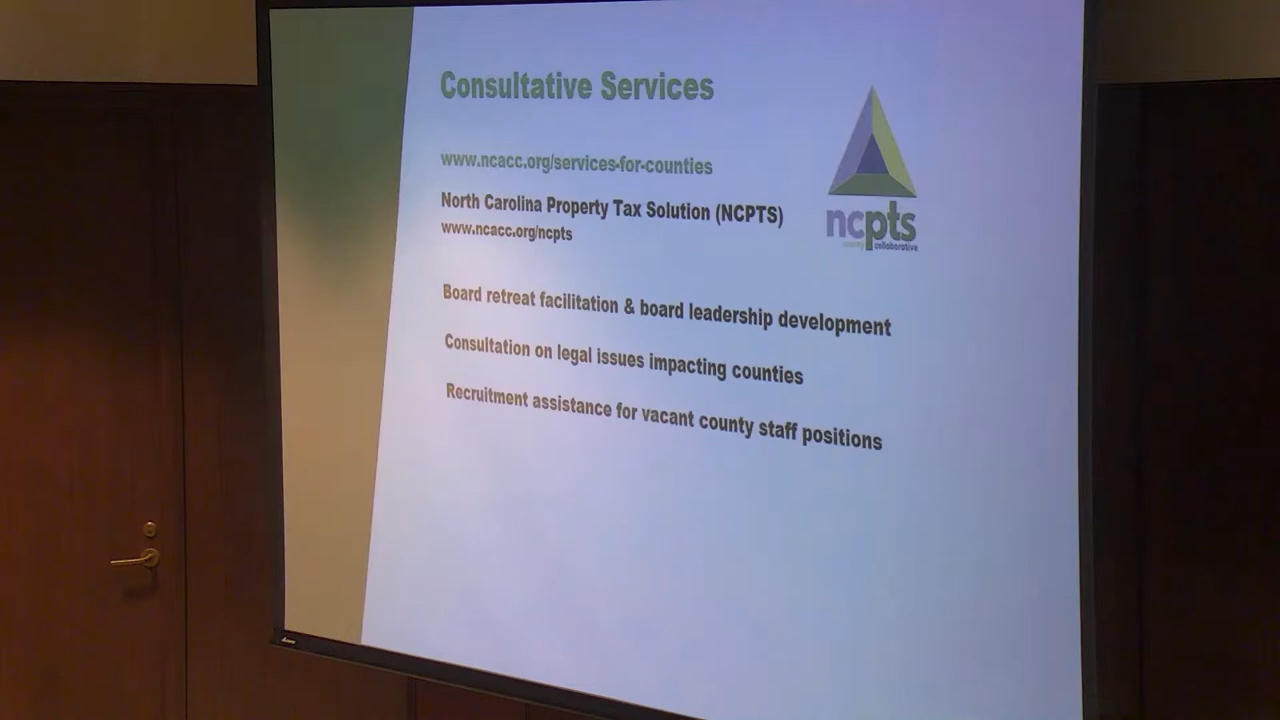 Consultative Services
www.ncacc.org/services-for-counties
North Carolina Property Tax Solution (NCPTS)
www.ncacc.org/ncpts
ncpts
county collaborative
Board retreat facilitation & board leadership development
Consultation on legal issues impacting counties
Recruitment assistance for vacant county staff positions